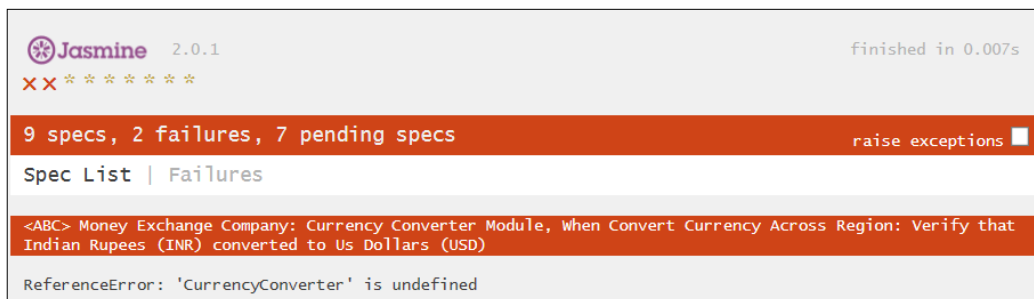 Jasmine 2.0.1 finished in 0.007s
××*******
9 specs, 2 failures, 7 pending specs raise exceptions
Spec List | Failures
<ABC> Money Exchange Company: Currency Converter Module, When Convert Currency Across Region: Verify that
Indian Rupees (INR) converted to Us Dollars (USD)
ReferenceError: 'CurrencyConverter' is undefined